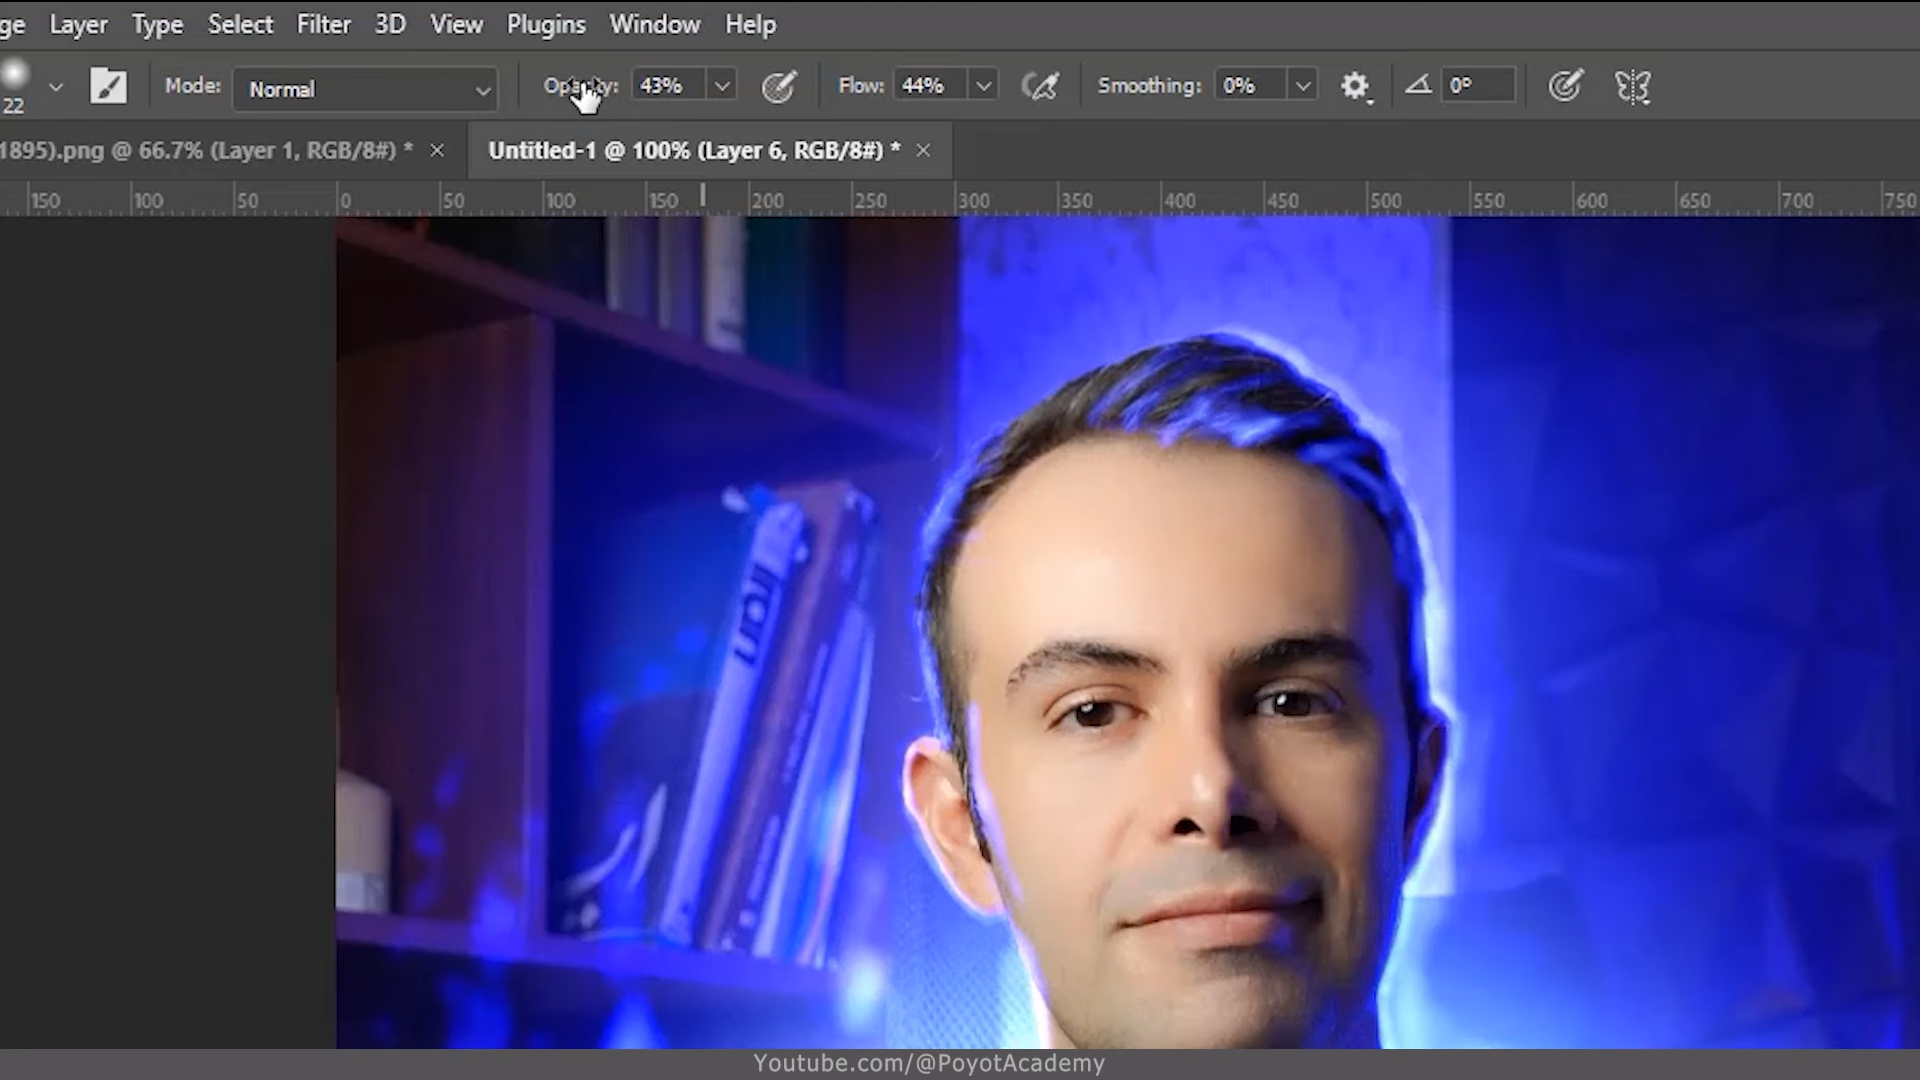 ge Layer Type Select Filter 3D View Plugins Window Help
22 Mode: Normal Opacity: 43% Flow: 44% Smoothing: 0% 0°
1895).png @ 66.7% (Layer 1, RGB/8#) * × Untitled-1 @ 100% (Layer 6, RGB/8#) * ×
150 100 50 0 50 100 150 200 250 300 350 400 450 500 550 600 650 700 750
Youtube.com/@PoyotAcademy